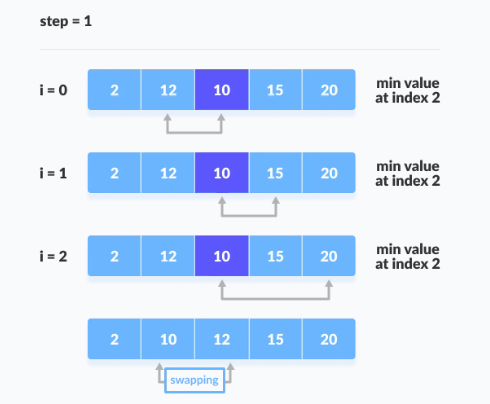 step = 1
i = 0 2 12 10 15 20 min value
at index 2
i = 1 2 12 10 15 20 min value
at index 2
i = 2 2 12 10 15 20 min value
at index 2
2 10 12 15 20
swapping